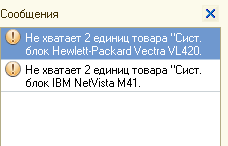 Сообщения
Не хватает 2 единиц товара "Сист.
блок Hewlett-Packard Vectra VL420.
Не хватает 2 единиц товара "Сист.
блок IBM NetVista M41.